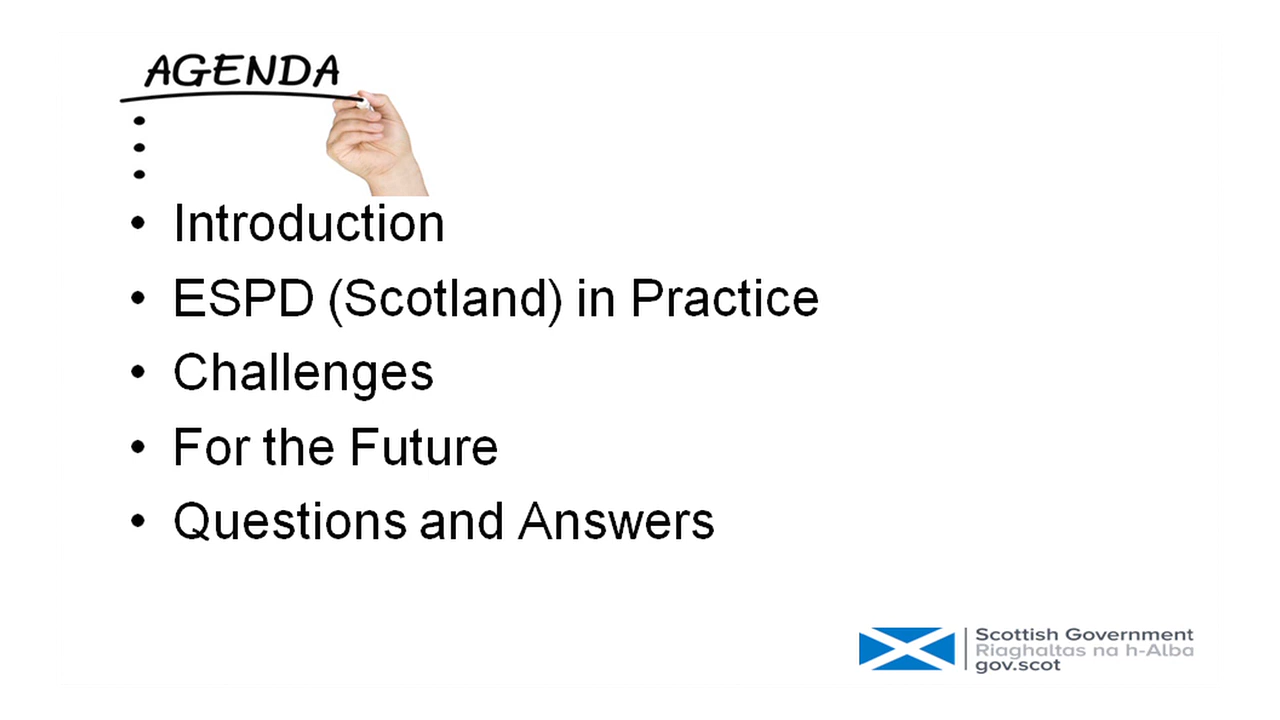 AGENDA
• Introduction
• ESPD (Scotland) in Practice
• Challenges
• For the Future
• Questions and Answers
Scottish Government
Riaghaltas na h-Alba
gov.scot